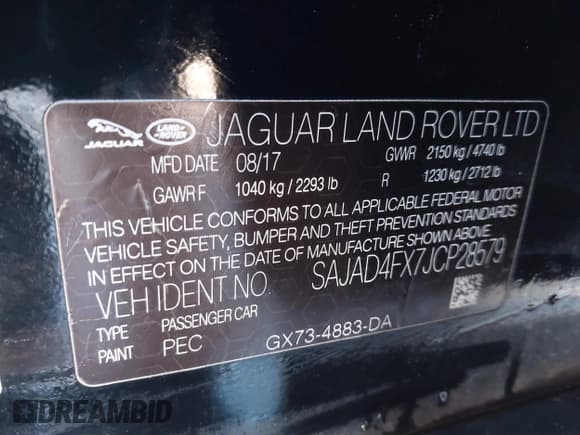 JAGUAR LAND-ROVER JAGUAR LAND ROVER LTD
MFD DATE 08/17 GVWR 2150 kg / 4740 lb
GAWR F 1040 kg / 2293 lb R 1230 kg / 2712 lb
THIS VEHICLE CONFORMS TO ALL APPLICABLE FEDERAL MOTOR
VEHICLE SAFETY, BUMPER AND THEFT PREVENTION STANDARDS
IN EFFECT ON THE DATE OF MANUFACTURE SHOWN ABOVE.
VEH IDENT NO. SAJAD4FX7JCP28579
TYPE PASSENGER CAR
PAINT PEC GX73-4883-DA
DREAMBID